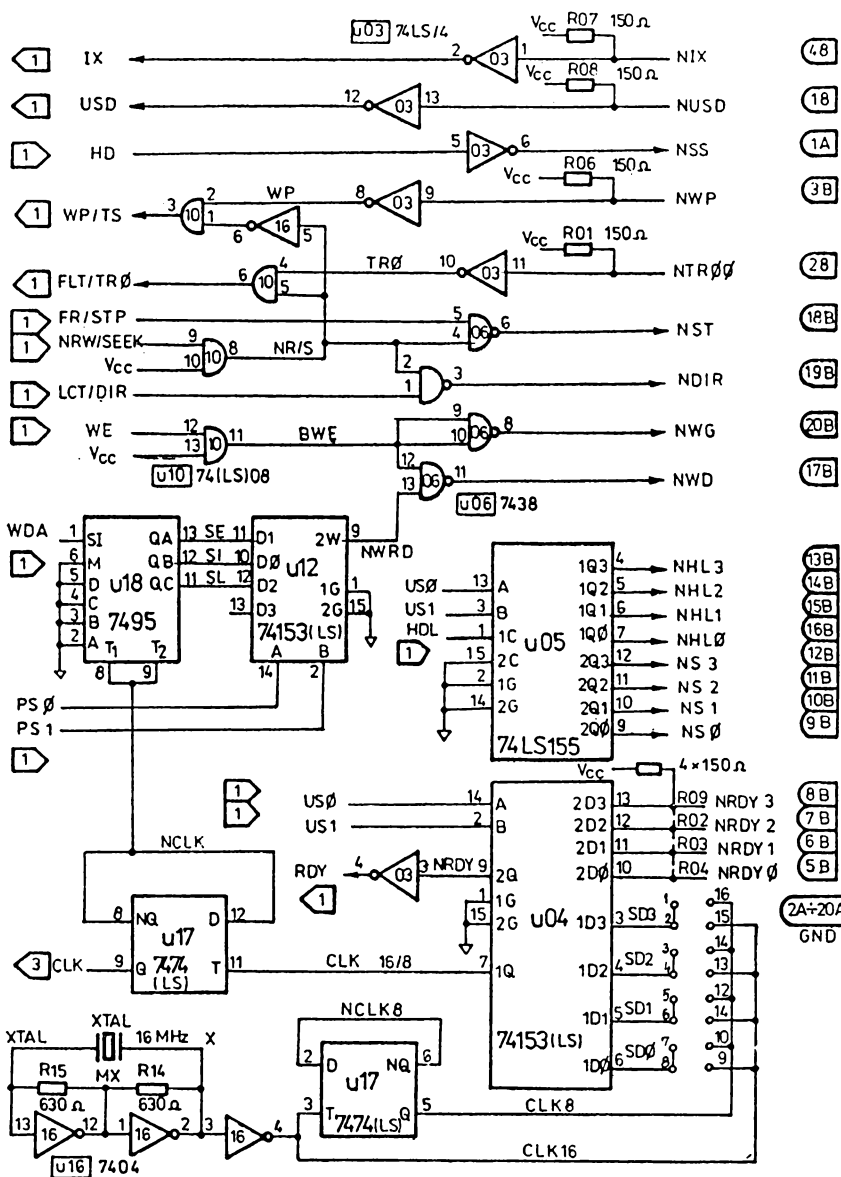 u03 74LS14
1 IX 2 03 1 Vcc R07 150Ω NIX 4B
1 USD 12 03 13 Vcc R08 150Ω NUSD 18
1 HD 5 03 6 NSS 1A
1 WP/TS 3 10 2 WP 8 03 9 Vcc R06 150Ω NWP 3B
1 6 16 5
1 FLT/TRØ 6 10 4 TRØ 10 03 11 Vcc R01 150Ω NTRØØ 28
5
1 FR/STP 5 06 6 NST 18B
4
1 NRW/SEEK 9 10 8 NR/S
Vcc 10
2 3 NDIR 19B
1 LCT/DIR 1
1 WE 12 10 11 BWE 9 06 8 NWG 20B
Vcc 13 10
u10 74(LS)08
12 06 11 NWD 17B
13
u06 7438
WDA 1 SI QA 13 SE 11 D1 2W 9 NWRD
1 6 M QB 12 SI 10 DØ
5 D u18 QC 11 SL 12 D2 u12 1G 1
4 C 7495 13 D3 2G 15
3 B 74153(LS)
2 A T1 T2 A B
8 9 14 2
PSØ
PS1
1
USØ 13 A 1Q3 4 NHL3 13B
US1 3 B 1Q2 5 NHL2 14B
HDL 1 1C u05 1Q1 6 NHL1 15B
1 15 2C 1QØ 7 NHLØ 16B
2 1G 2Q3 12 NS3 12B
14 2G 2Q2 11 NS2 11B
2Q1 10 NS1 10B
74LS155 2QØ 9 NSØ 9B
Vcc 4×150Ω
1 USØ 14 A 2D3 13 R09 NRDY3 8B
1 US1 2 B 2D2 12 R02 NRDY2 7B
2D1 11 R03 NRDY1 6B
RDY 4 03 3 NRDY 9 2Q 2DØ 10 R04 NRDYØ 5B
1
1 1G u04 1D3 3 SD3 1 2 16 15
15 2G
2A÷20A
GND
NCLK
8 NQ D 12
u17
7474
(LS)
3 CLK 9 Q T 11 CLK 16/8 7 1Q 1D2 4 SD2 3 4 14 13
1D1 5 SD1 5 6 12 14
74153(LS) 1DØ 6 SDØ 7 8 10 9
NCLK8
2 D NQ 6
u17
3 T Q 5 CLK8
7474(LS)
XTAL XTAL 16MHz X
R15 MX R14
630Ω 630Ω
13 16 12 1 16 2 3 16 4 CLK16
u16 7404